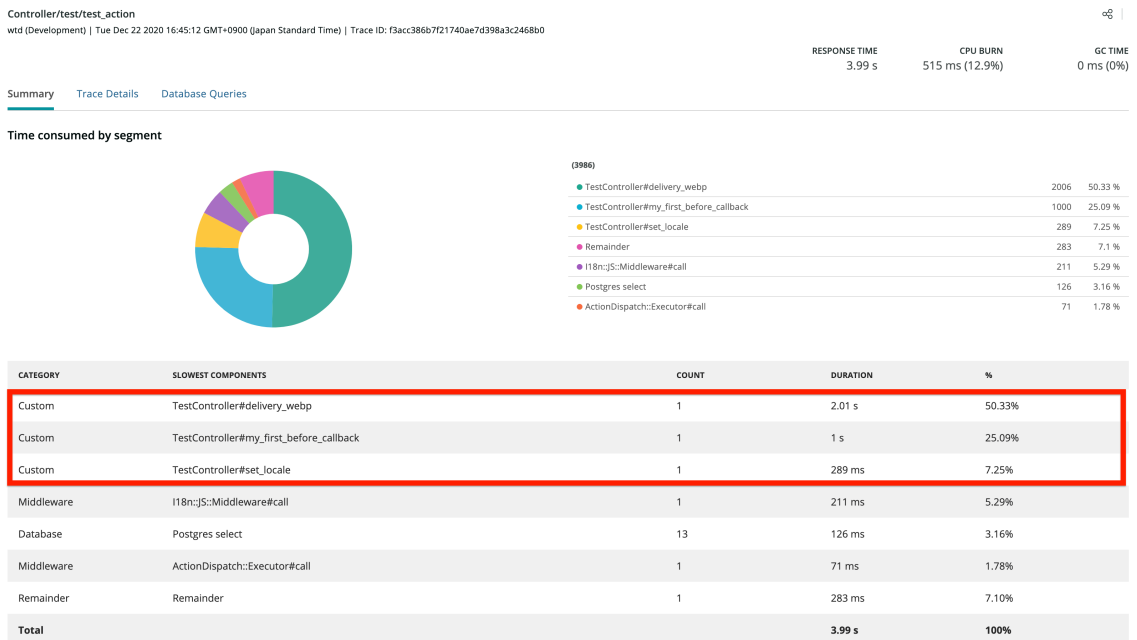 Controller/test/test_action
wtd (Development) | Tue Dec 22 2020 16:45:12 GMT+0900 (Japan Standard Time) | Trace ID: f3acc386b7f21740ae7d398a3c2468b0
RESPONSE TIME CPU BURN GC TIME
3.99 s 515 ms (12.9%) 0 ms (0%)
Summary Trace Details Database Queries
Time consumed by segment
(3986)
TestController#delivery_webp 2006 50.33 %
TestController#my_first_before_callback 1000 25.09 %
TestController#set_locale 289 7.25 %
Remainder 283 7.1 %
I18n::JS::Middleware#call 211 5.29 %
Postgres select 126 3.16 %
ActionDispatch::Executor#call 71 1.78 %
CATEGORY SLOWEST COMPONENTS COUNT DURATION %
Custom TestController#delivery_webp 1 2.01 s 50.33%
Custom TestController#my_first_before_callback 1 1 s 25.09%
Custom TestController#set_locale 1 289 ms 7.25%
Middleware I18n::JS::Middleware#call 1 211 ms 5.29%
Database Postgres select 13 126 ms 3.16%
Middleware ActionDispatch::Executor#call 1 71 ms 1.78%
Remainder Remainder 1 283 ms 7.10%
Total 3.99 s 100%